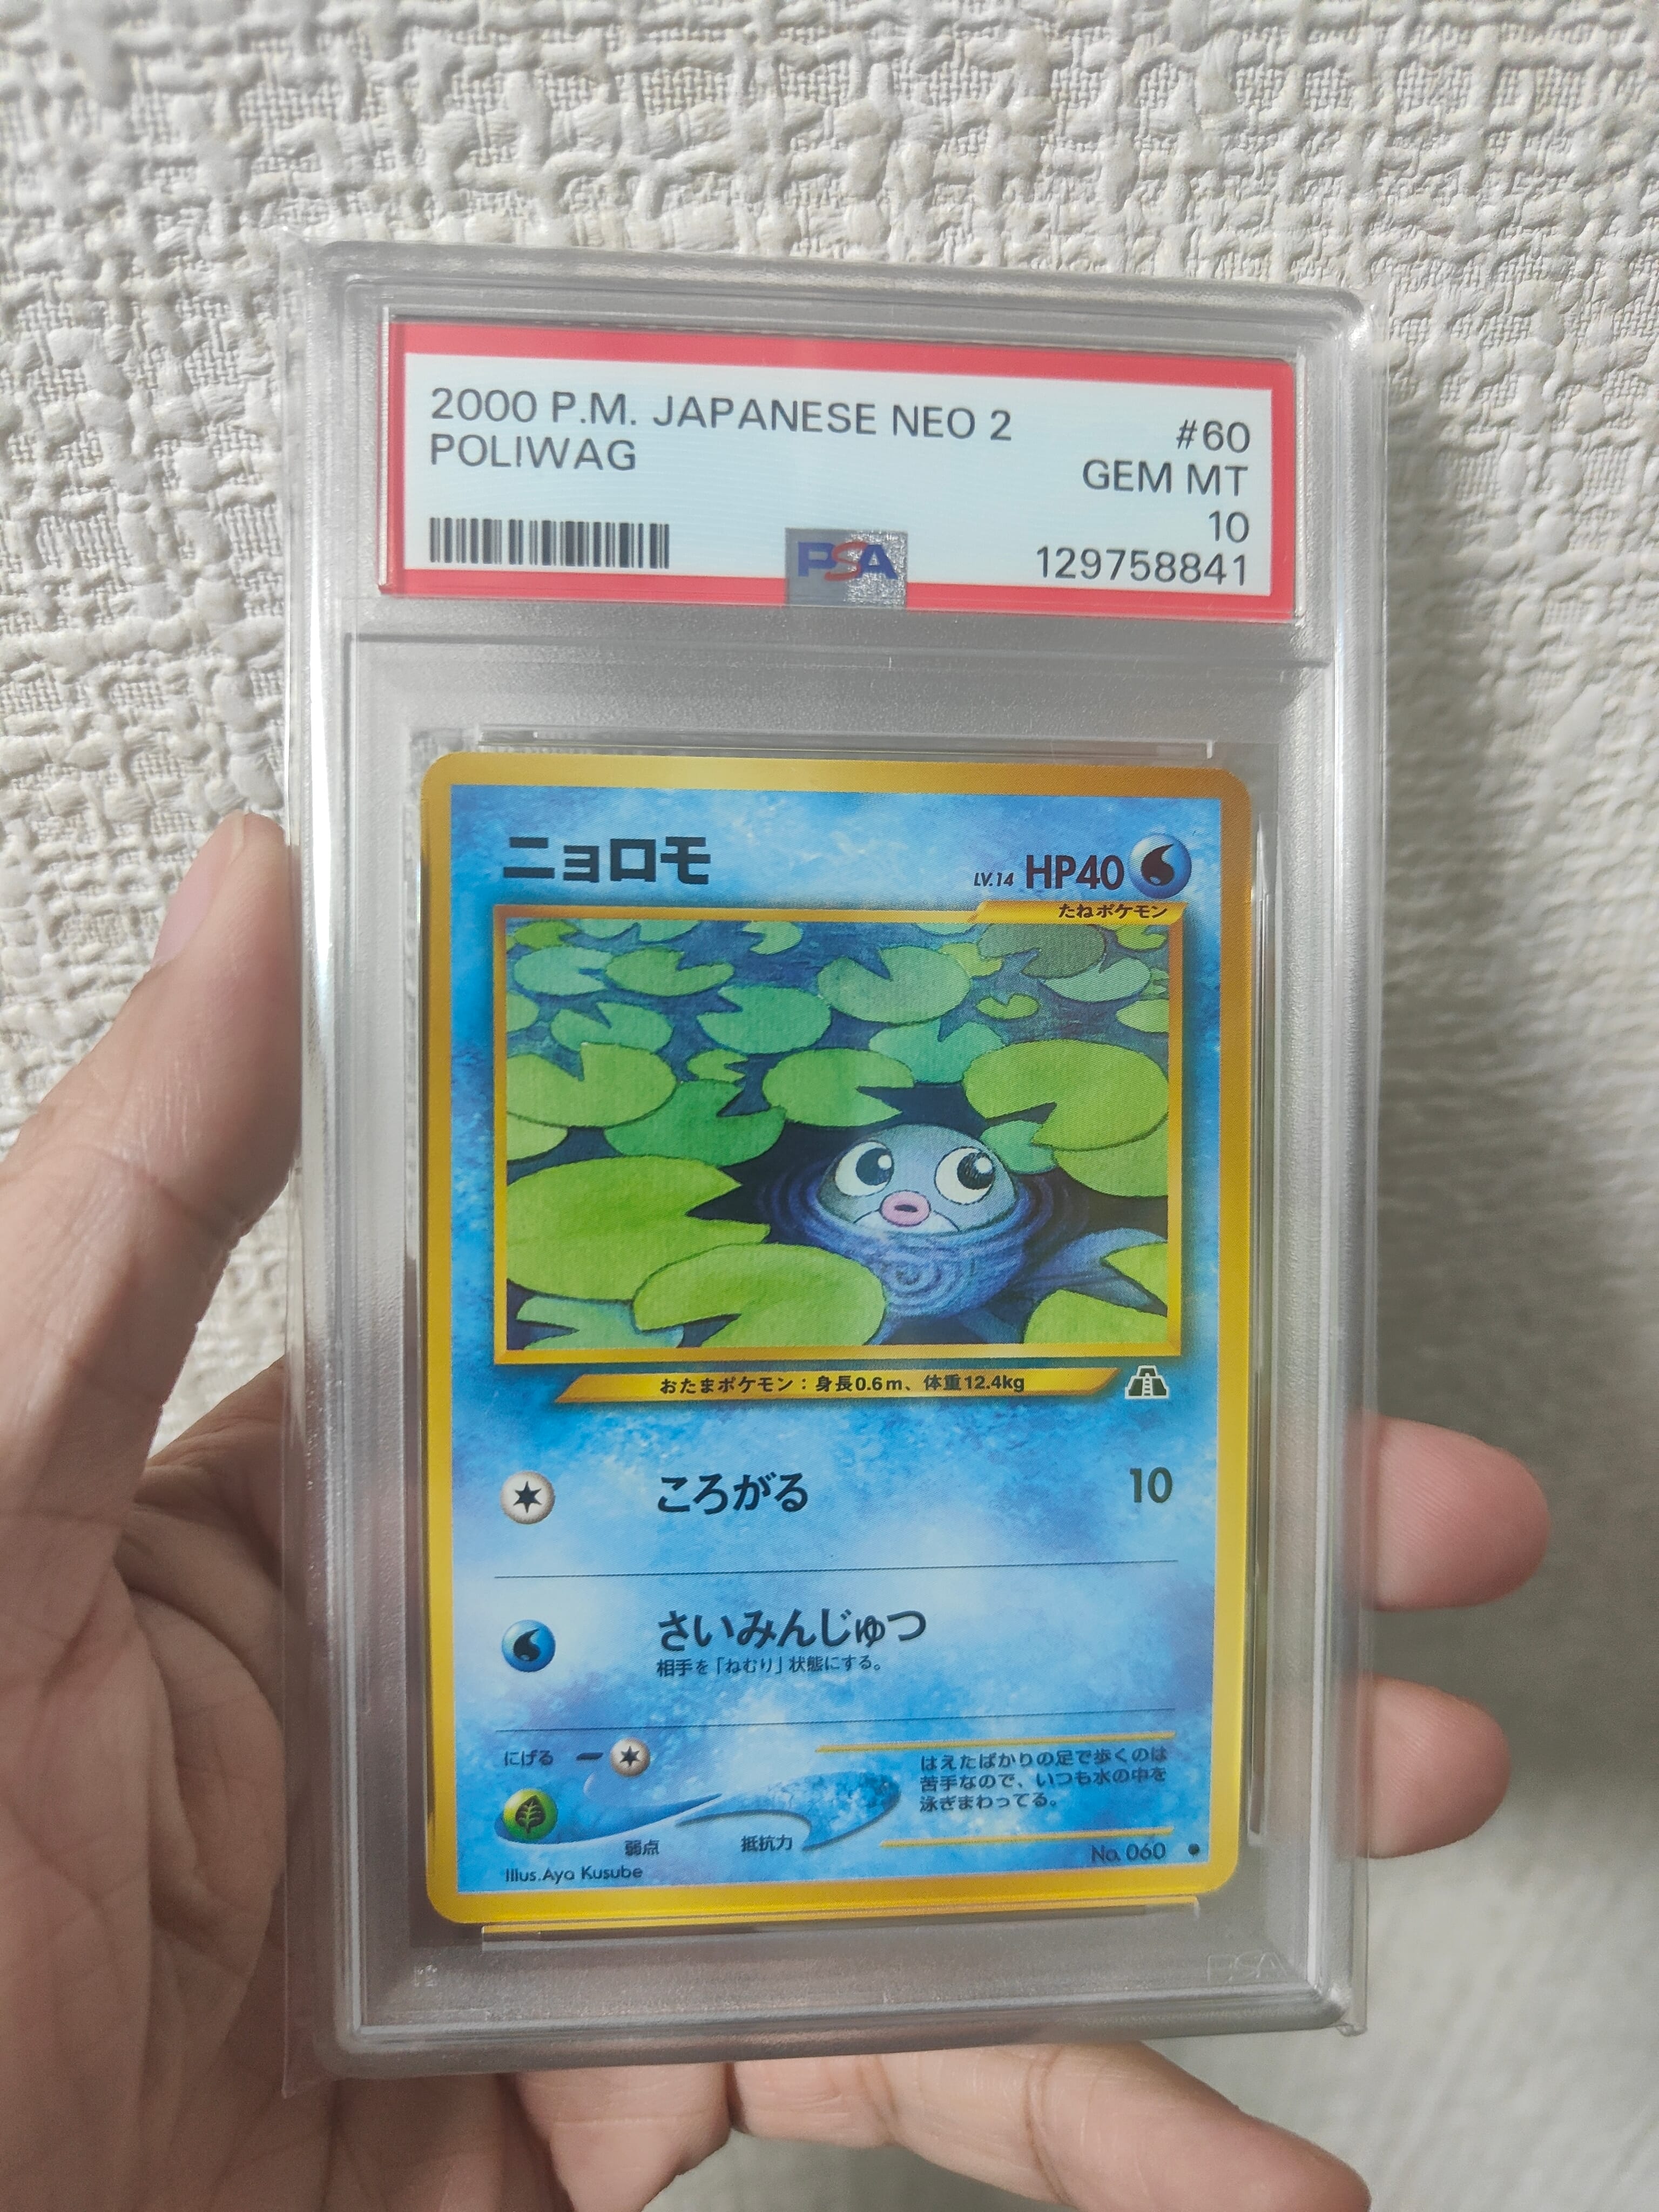 2000 P.M. JAPANESE NEO 2 #60
POLIWAG GEM MT
10
PSA 129758841
ニョロモ LV.14 HP40
たねポケモン
おたまポケモン：身長0.6m、体重12.4kg
ころがる 10
さいみんじゅつ
相手を「ねむり」状態にする。
にげる
はえたばかりの足で歩くのは
苦手なので、いつも水の中を
泳ぎまわってる。
弱点 抵抗力
Illus.Aya Kusube No. 060
PSA